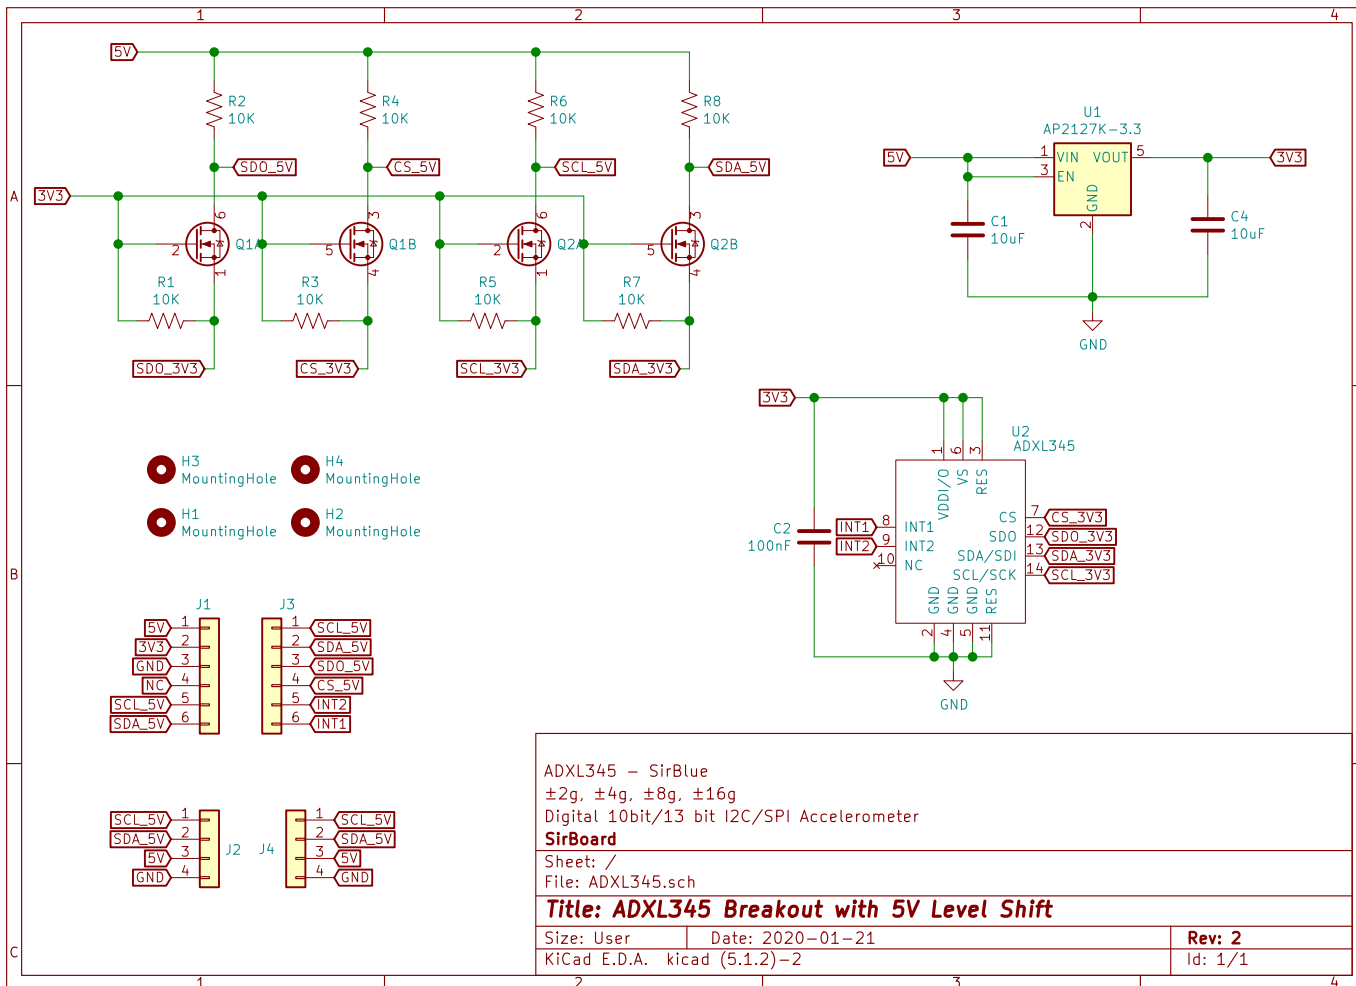 1 2 3 4
A
B
C
5V
R2
10K
R4
10K
R6
10K
R8
10K
SDO_5V
CS_5V
SCL_5V
SDA_5V
3V3
6
2
Q1A
1
3
5
Q1B
4
6
2
Q2A
1
3
5
Q2B
4
R1
10K
R3
10K
R5
10K
R7
10K
SDO_3V3
CS_3V3
SCL_3V3
SDA_3V3
U1
AP2127K-3.3
5V
1 VIN VOUT 5
3 EN
GND
2
3V3
C1
10uF
C4
10uF
GND
3V3
U2
ADXL345
1 6 3
VDDI/O VS RES
C2
100nF
INT1 8 INT1
INT2 9 INT2
10 NC
CS 7 CS_3V3
SDO 12 SDO_3V3
SDA/SDI 13 SDA_3V3
SCL/SCK 14 SCL_3V3
GND GND GND RES
2 4 5 11
GND
H3
MountingHole
H4
MountingHole
H1
MountingHole
H2
MountingHole
J1
5V 1
3V3 2
GND 3
NC 4
SCL_5V 5
SDA_5V 6
J3
1 SCL_5V
2 SDA_5V
3 SDO_5V
4 CS_5V
5 INT2
6 INT1
SCL_5V 1
SDA_5V 2
5V 3
GND 4
J2
J4
1 SCL_5V
2 SDA_5V
3 5V
4 GND
ADXL345 - SirBlue
±2g, ±4g, ±8g, ±16g
Digital 10bit/13 bit I2C/SPI Accelerometer
SirBoard
Sheet: /
File: ADXL345.sch
Title: ADXL345 Breakout with 5V Level Shift
Size: User Date: 2020-01-21 Rev: 2
KiCad E.D.A. kicad (5.1.2)-2 Id: 1/1
1 2 3 4